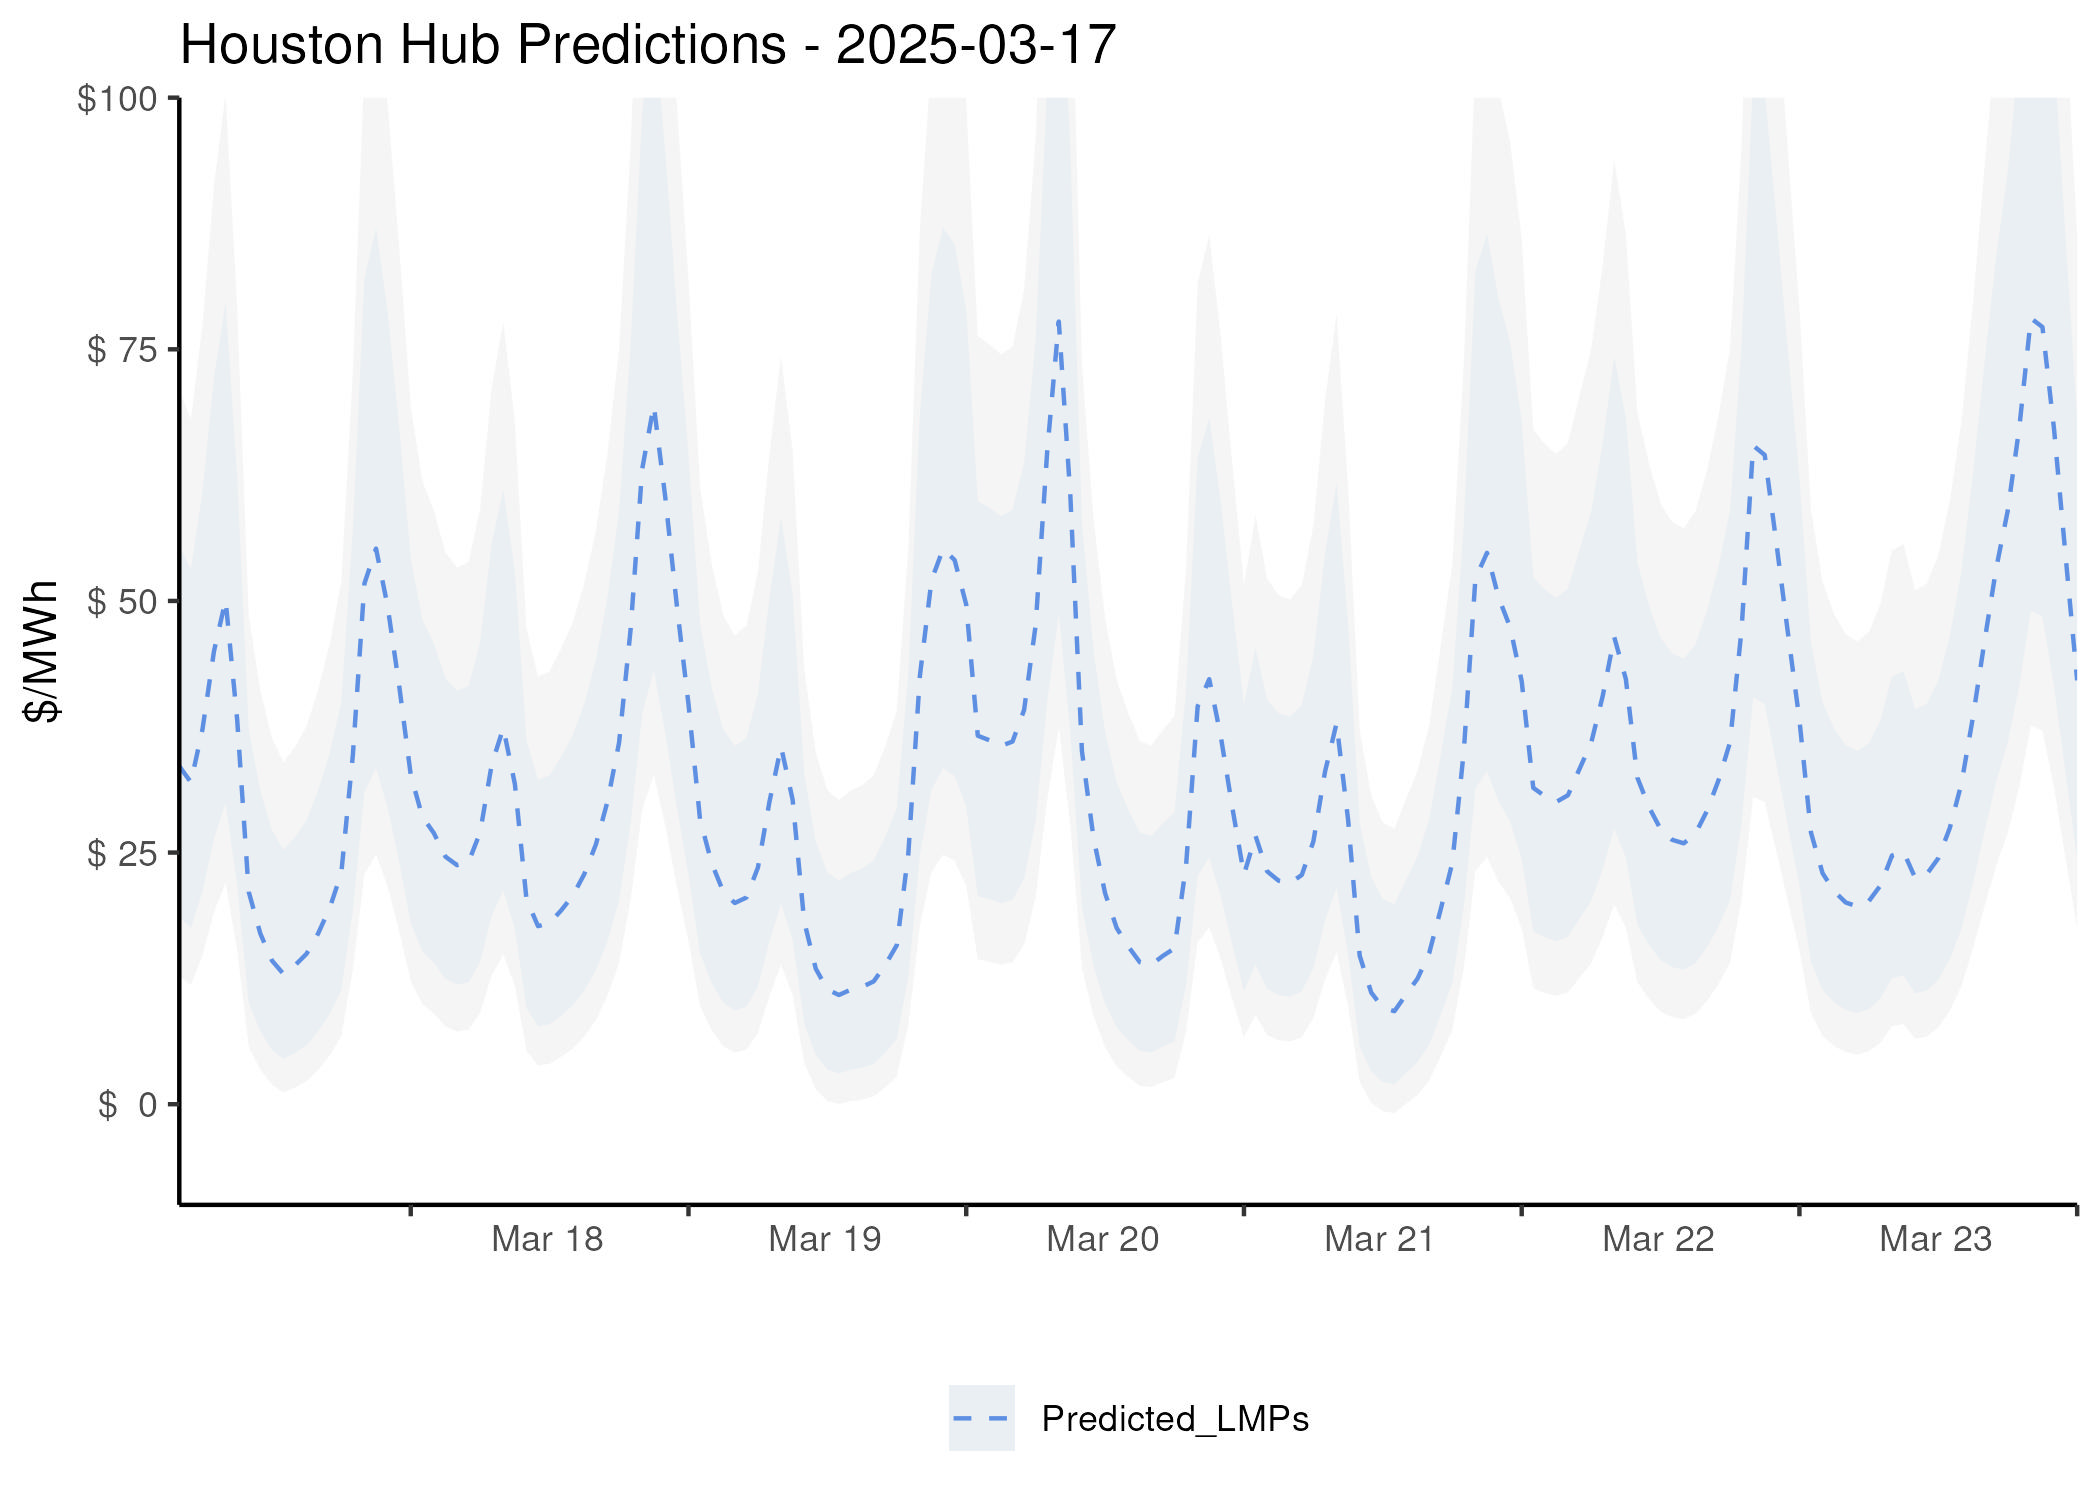 Houston Hub Predictions - 2025-03-17
$100
$ 75
$ 50
$ 25
$  0
$/MWh
Mar 18 Mar 19 Mar 20 Mar 21 Mar 22 Mar 23
Predicted_LMPs